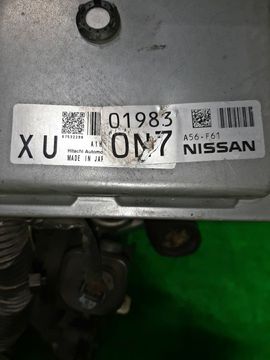 01983
A56-F61
XU
0N7
NISSAN
Hitachi Automo
MADE IN JAP